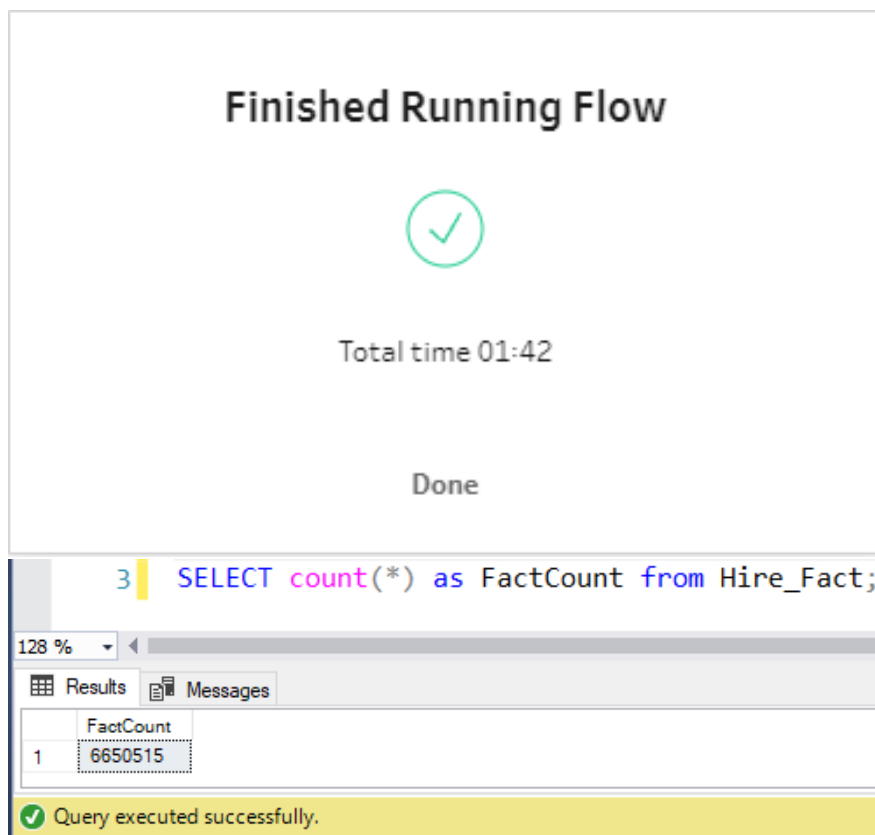 Finished Running Flow
Total time 01:42
Done
3 SELECT count(*) as FactCount from Hire_Fact;
128 %
Results Messages
FactCount
1 6650515
Query executed successfully.